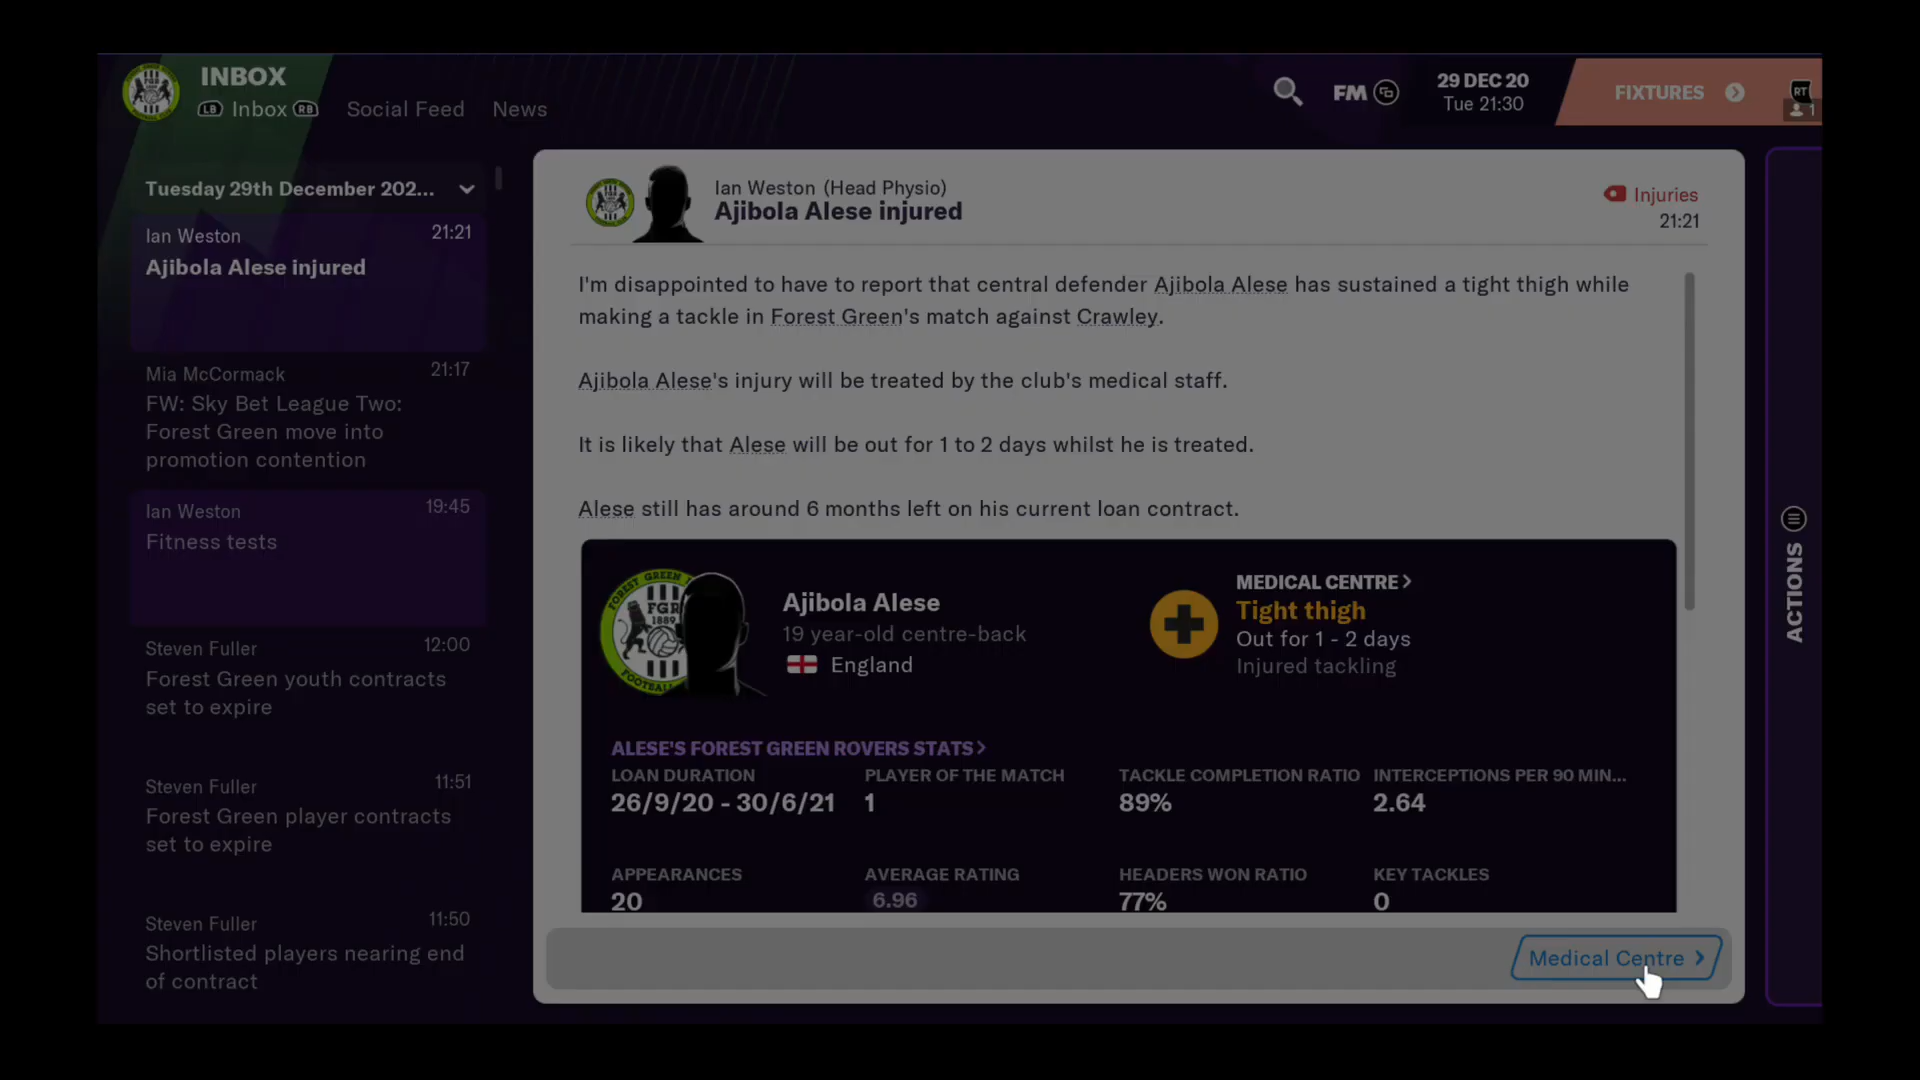 INBOX
LB Inbox RB Social Feed News
FM
29 DEC 20
Tue 21:30
FIXTURES
RT
1
Tuesday 29th December 202...
Ian Weston 21:21
Ajibola Alese injured
Mia McCormack 21:17
FW: Sky Bet League Two:
Forest Green move into
promotion contention
Ian Weston 19:45
Fitness tests
Steven Fuller 12:00
Forest Green youth contracts
set to expire
Steven Fuller 11:51
Forest Green player contracts
set to expire
Steven Fuller 11:50
Shortlisted players nearing end
of contract
Ian Weston (Head Physio)
Ajibola Alese injured
Injuries
21:21
I'm disappointed to have to report that central defender Ajibola Alese has sustained a tight thigh while
making a tackle in Forest Green's match against Crawley.
Ajibola Alese's injury will be treated by the club's medical staff.
It is likely that Alese will be out for 1 to 2 days whilst he is treated.
Alese still has around 6 months left on his current loan contract.
FOREST GREEN
FGR
1889
Ajibola Alese
19 year-old centre-back
England
MEDICAL CENTRE
Tight thigh
Out for 1 - 2 days
Injured tackling
ALESE'S FOREST GREEN ROVERS STATS
LOAN DURATION PLAYER OF THE MATCH TACKLE COMPLETION RATIO INTERCEPTIONS PER 90 MIN...
26/9/20 - 30/6/21 1 89% 2.64
APPEARANCES AVERAGE RATING HEADERS WON RATIO KEY TACKLES
20 6.96 77% 0
Medical Centre
ACTIONS